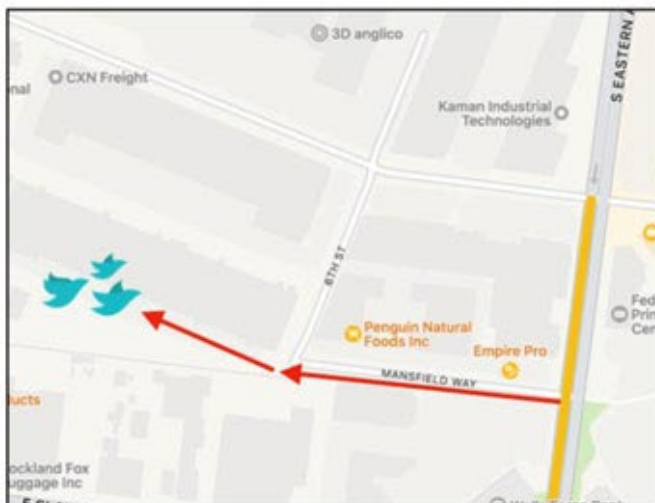 3D anglico
CXN Freight
nal
Kaman Industrial
Technologies
S EASTERN A
6TH ST
Penguin Natural
Foods Inc
Empire Pro
MANSFIELD WAY
Fed
Prin
Cen
ucts
ockland Fox
uggage Inc